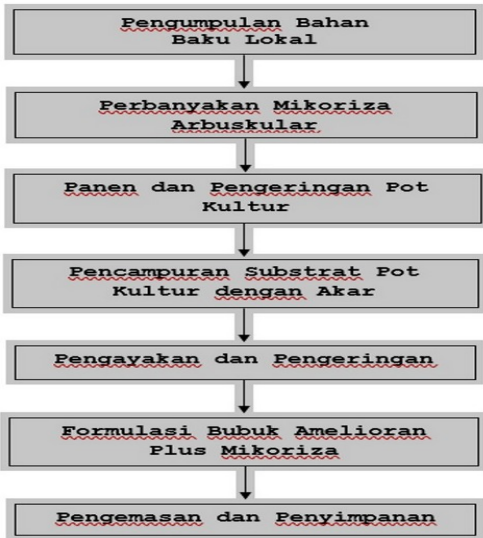 Pengumpulan Bahan
Baku Lokal
Perbanyakan Mikoriza
Arbuskular
Panen dan Pengeringan Pot
Kultur
Pencampuran Substrat Pot
Kultur dengan Akar
Pengayakan dan Pengeringan
Formulasi Bubuk Amelioran
Plus Mikoriza
Pengemasan dan Penyimpanan